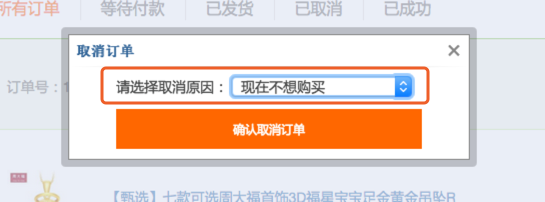 所有订单 等待付款 已发货 已取消 已成功
取消订单
订单号：1
请选择取消原因： 现在不想购买
确认取消订单
【甄选】七款可选周大福首饰3D福星宝宝足金黄金吊坠R